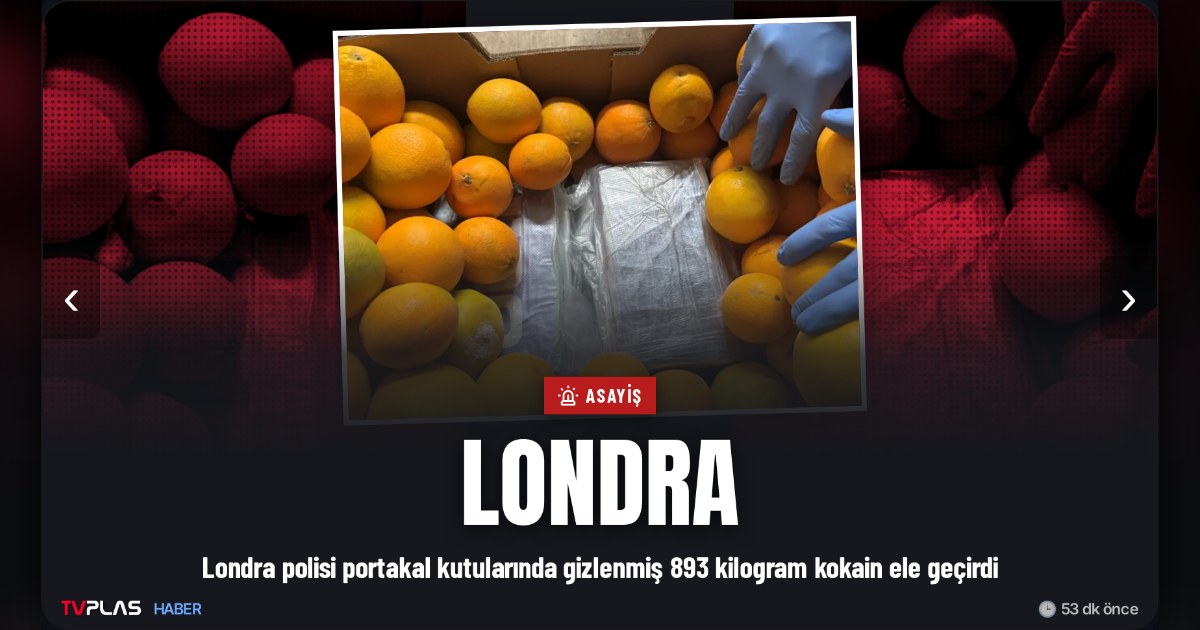 ASAYİŞ
LONDRA
Londra polisi portakal kutularında gizlenmiş 893 kilogram kokain ele geçirdi
TVPLAS HABER
53 dk önce